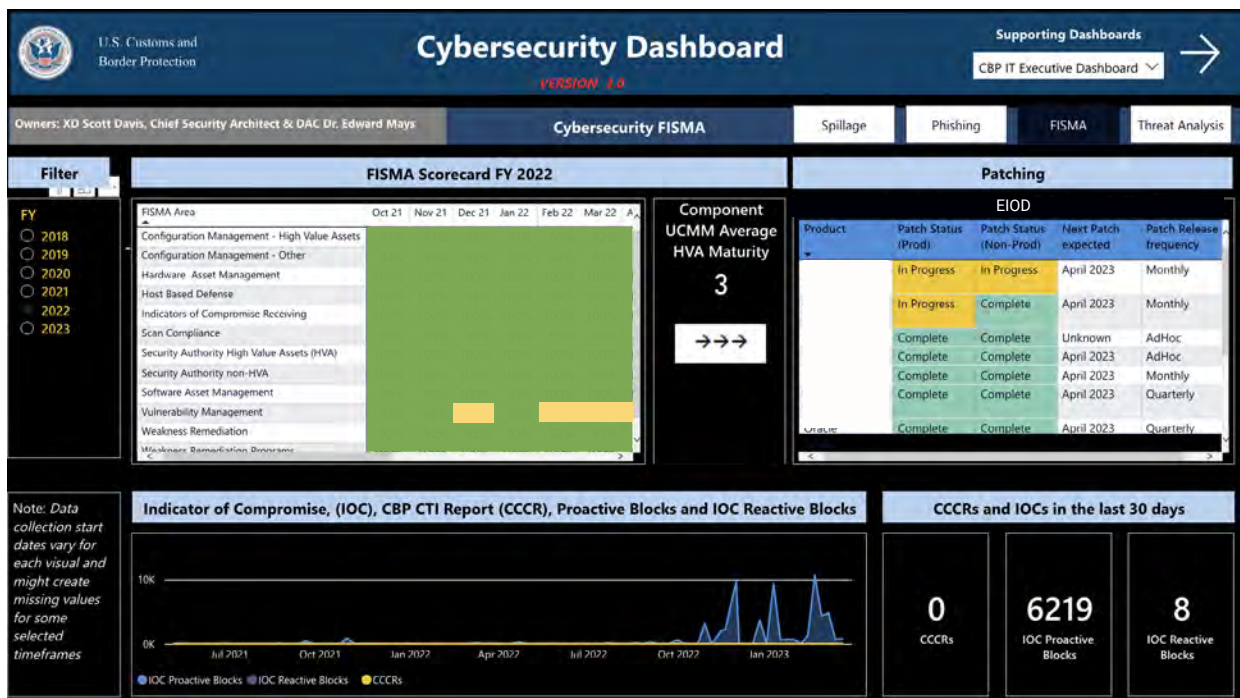 U.S. Customs and
Border Protection
Cybersecurity Dashboard
VERSION 1.0
Supporting Dashboards
CBP IT Executive Dashboard
Owners: XD Scott Davis, Chief Security Architect & DAC Dr. Edward Mays
Cybersecurity FISMA
Spillage
Phishing
FISMA
Threat Analysis
Filter
FY
2018
2019
2020
2021
2022
2023
FISMA Scorecard FY 2022
FISMA Area Oct 21 Nov 21 Dec 21 Jan 22 Feb 22 Mar 22 A
Configuration Management - High Value Assets
Configuration Management - Other
Hardware Asset Management
Host Based Defense
Indicators of Compromise Receiving
Scan Compliance
Security Authority High Value Assets (HVA)
Security Authority non-HVA
Software Asset Management
Vulnerability Management
Weakness Remediation
Weakness Remediation Programs
Component
UCMM Average
HVA Maturity
3
→→→
Patching
EIOD
Product Patch Status (Prod) Patch Status (Non-Prod) Next Patch expected Patch Release frequency
In Progress In Progress April 2023 Monthly
In Progress Complete April 2023 Monthly
Complete Complete Unknown AdHoc
Complete Complete April 2023 AdHoc
Complete Complete April 2023 Monthly
Complete Complete April 2023 Quarterly
Oracle Complete Complete April 2023 Quarterly
Note: Data
collection start
dates vary for
each visual and
might create
missing values
for some
selected
timeframes
Indicator of Compromise, (IOC), CBP CTI Report (CCCR), Proactive Blocks and IOC Reactive Blocks
10K
0K
Jul 2021 Oct 2021 Jan 2022 Apr 2022 Jul 2022 Oct 2022 Jan 2023
IOC Proactive Blocks IOC Reactive Blocks CCCRs
CCCRs and IOCs in the last 30 days
0
CCCRs
6219
IOC Proactive
Blocks
8
IOC Reactive
Blocks